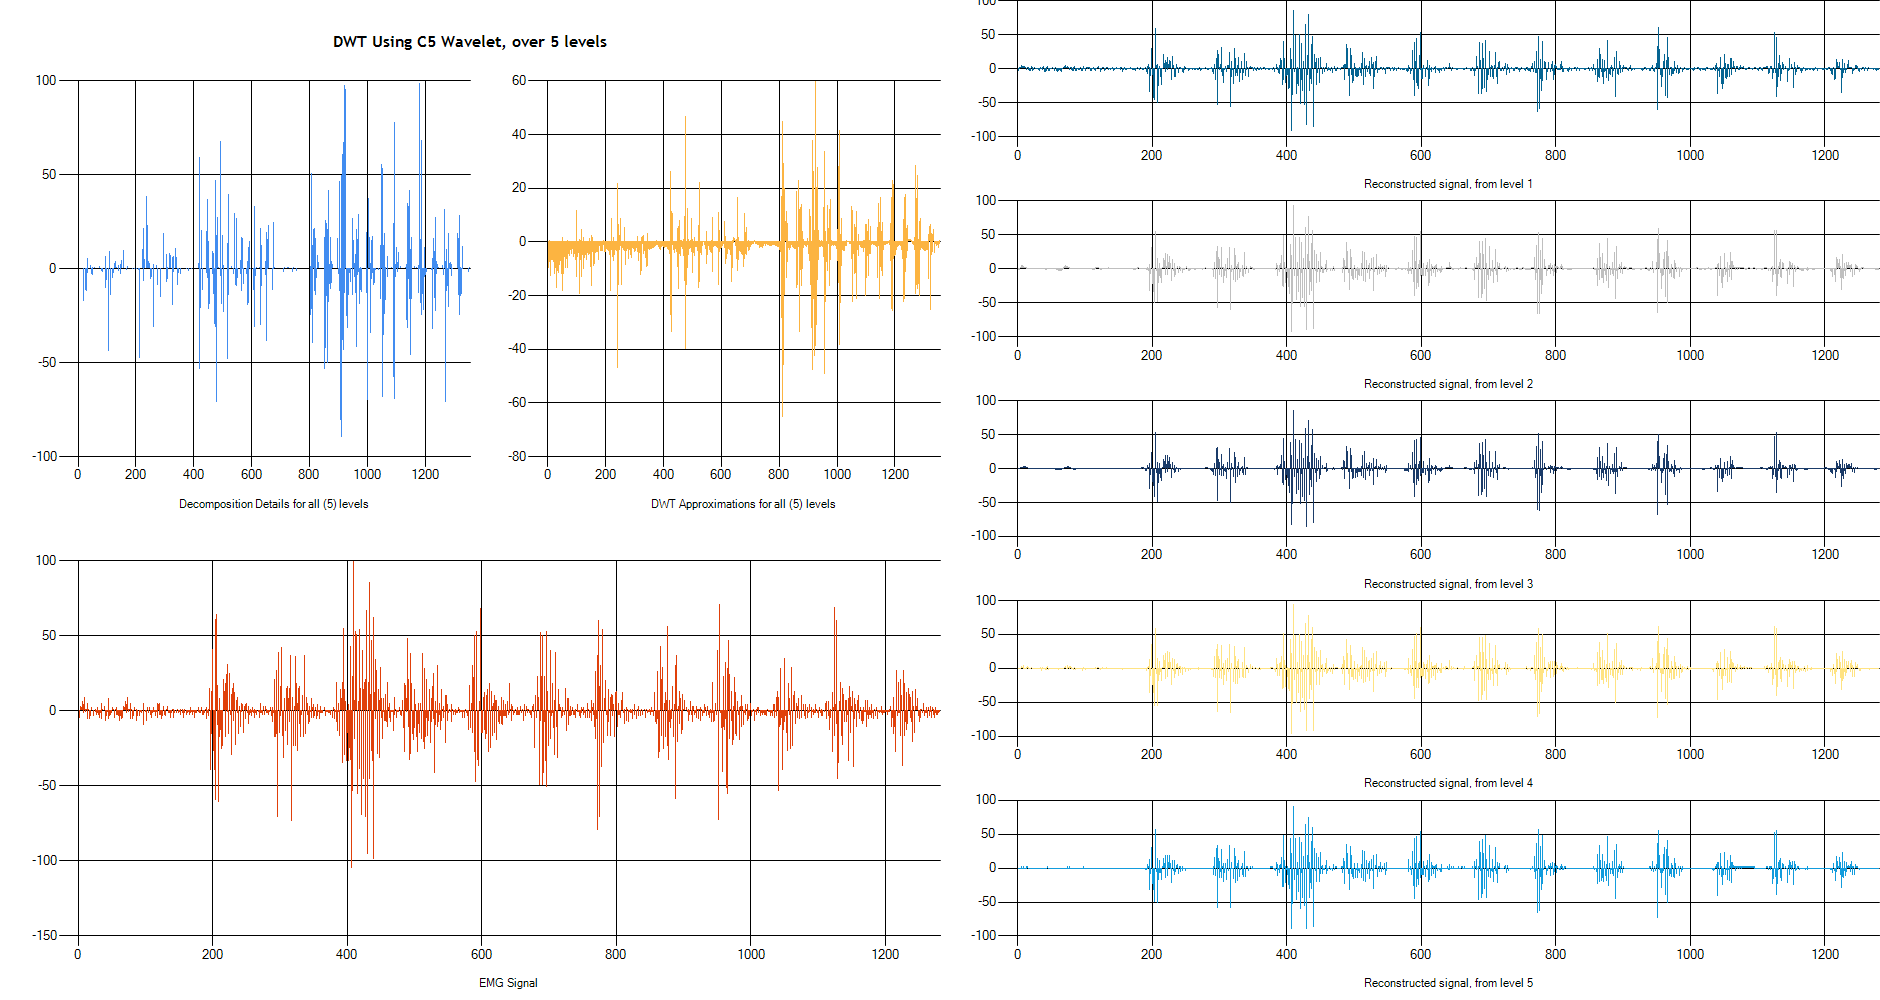 DWT Using C5 Wavelet, over 5 levels
100
50
0
-50
-100
0 200 400 600 800 1000 1200
Decomposition Details for all (5) levels
60
40
20
0
-20
-40
-60
-80
0 200 400 600 800 1000 1200
DWT Approximations for all (5) levels
100
50
0
-50
-100
-150
0 200 400 600 800 1000 1200
EMG Signal
100
50
0
-50
-100
0 200 400 600 800 1000 1200
Reconstructed signal, from level 1
100
50
0
-50
-100
0 200 400 600 800 1000 1200
Reconstructed signal, from level 2
100
50
0
-50
-100
0 200 400 600 800 1000 1200
Reconstructed signal, from level 3
100
50
0
-50
-100
0 200 400 600 800 1000 1200
Reconstructed signal, from level 4
100
50
0
-50
-100
0 200 400 600 800 1000 1200
Reconstructed signal, from level 5